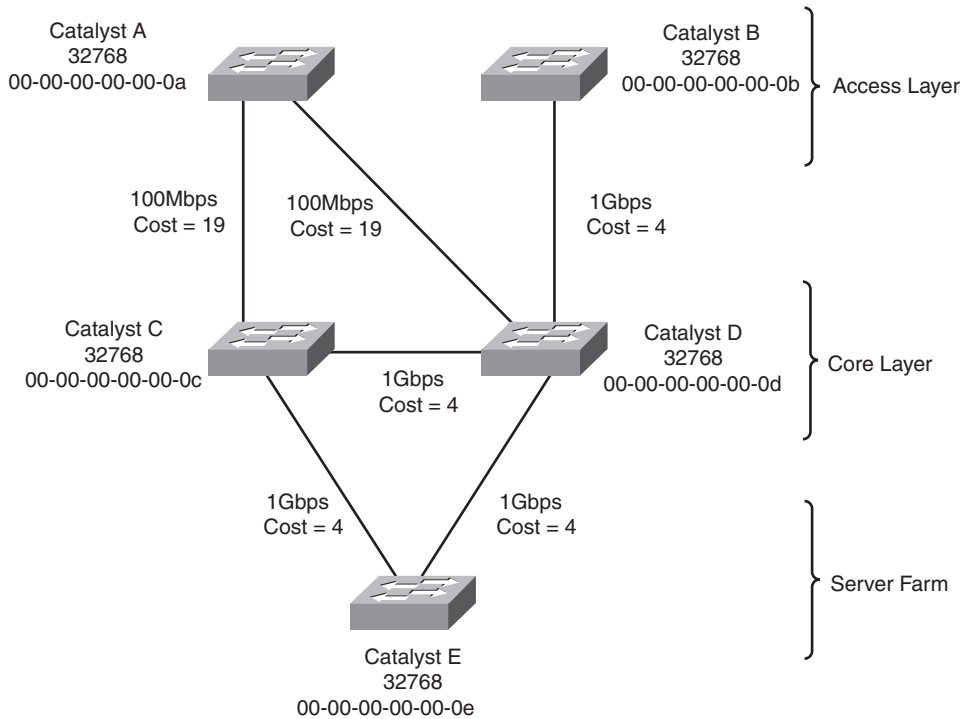 Catalyst A
32768
00-00-00-00-00-0a
Catalyst B
32768
00-00-00-00-00-0b
Access Layer
100Mbps
Cost = 19
100Mbps
Cost = 19
1Gbps
Cost = 4
Catalyst C
32768
00-00-00-00-00-0c
Catalyst D
32768
00-00-00-00-00-0d
Core Layer
1Gbps
Cost = 4
1Gbps
Cost = 4
1Gbps
Cost = 4
Server Farm
Catalyst E
32768
00-00-00-00-00-0e